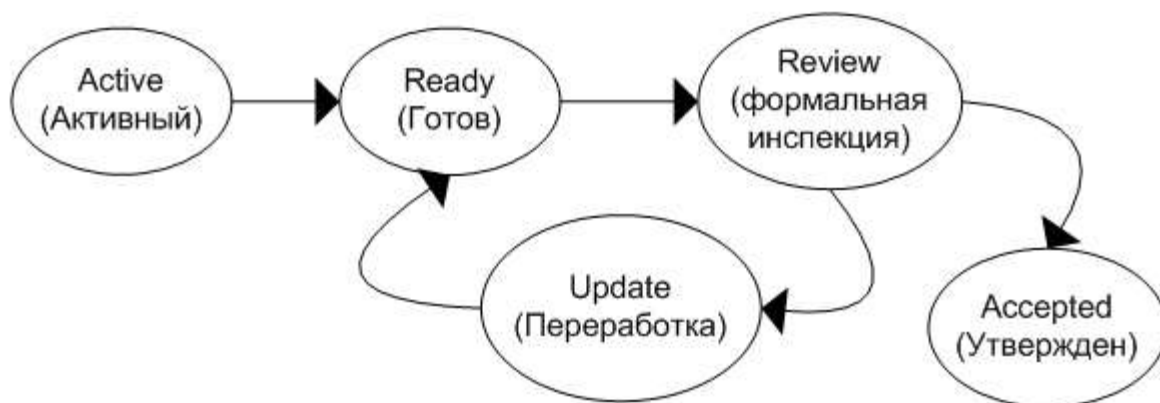 Active
(Активный)
Ready
(Готов)
Review
(формальная
инспекция)
Update
(Переработка)
Accepted
(Утвержден)